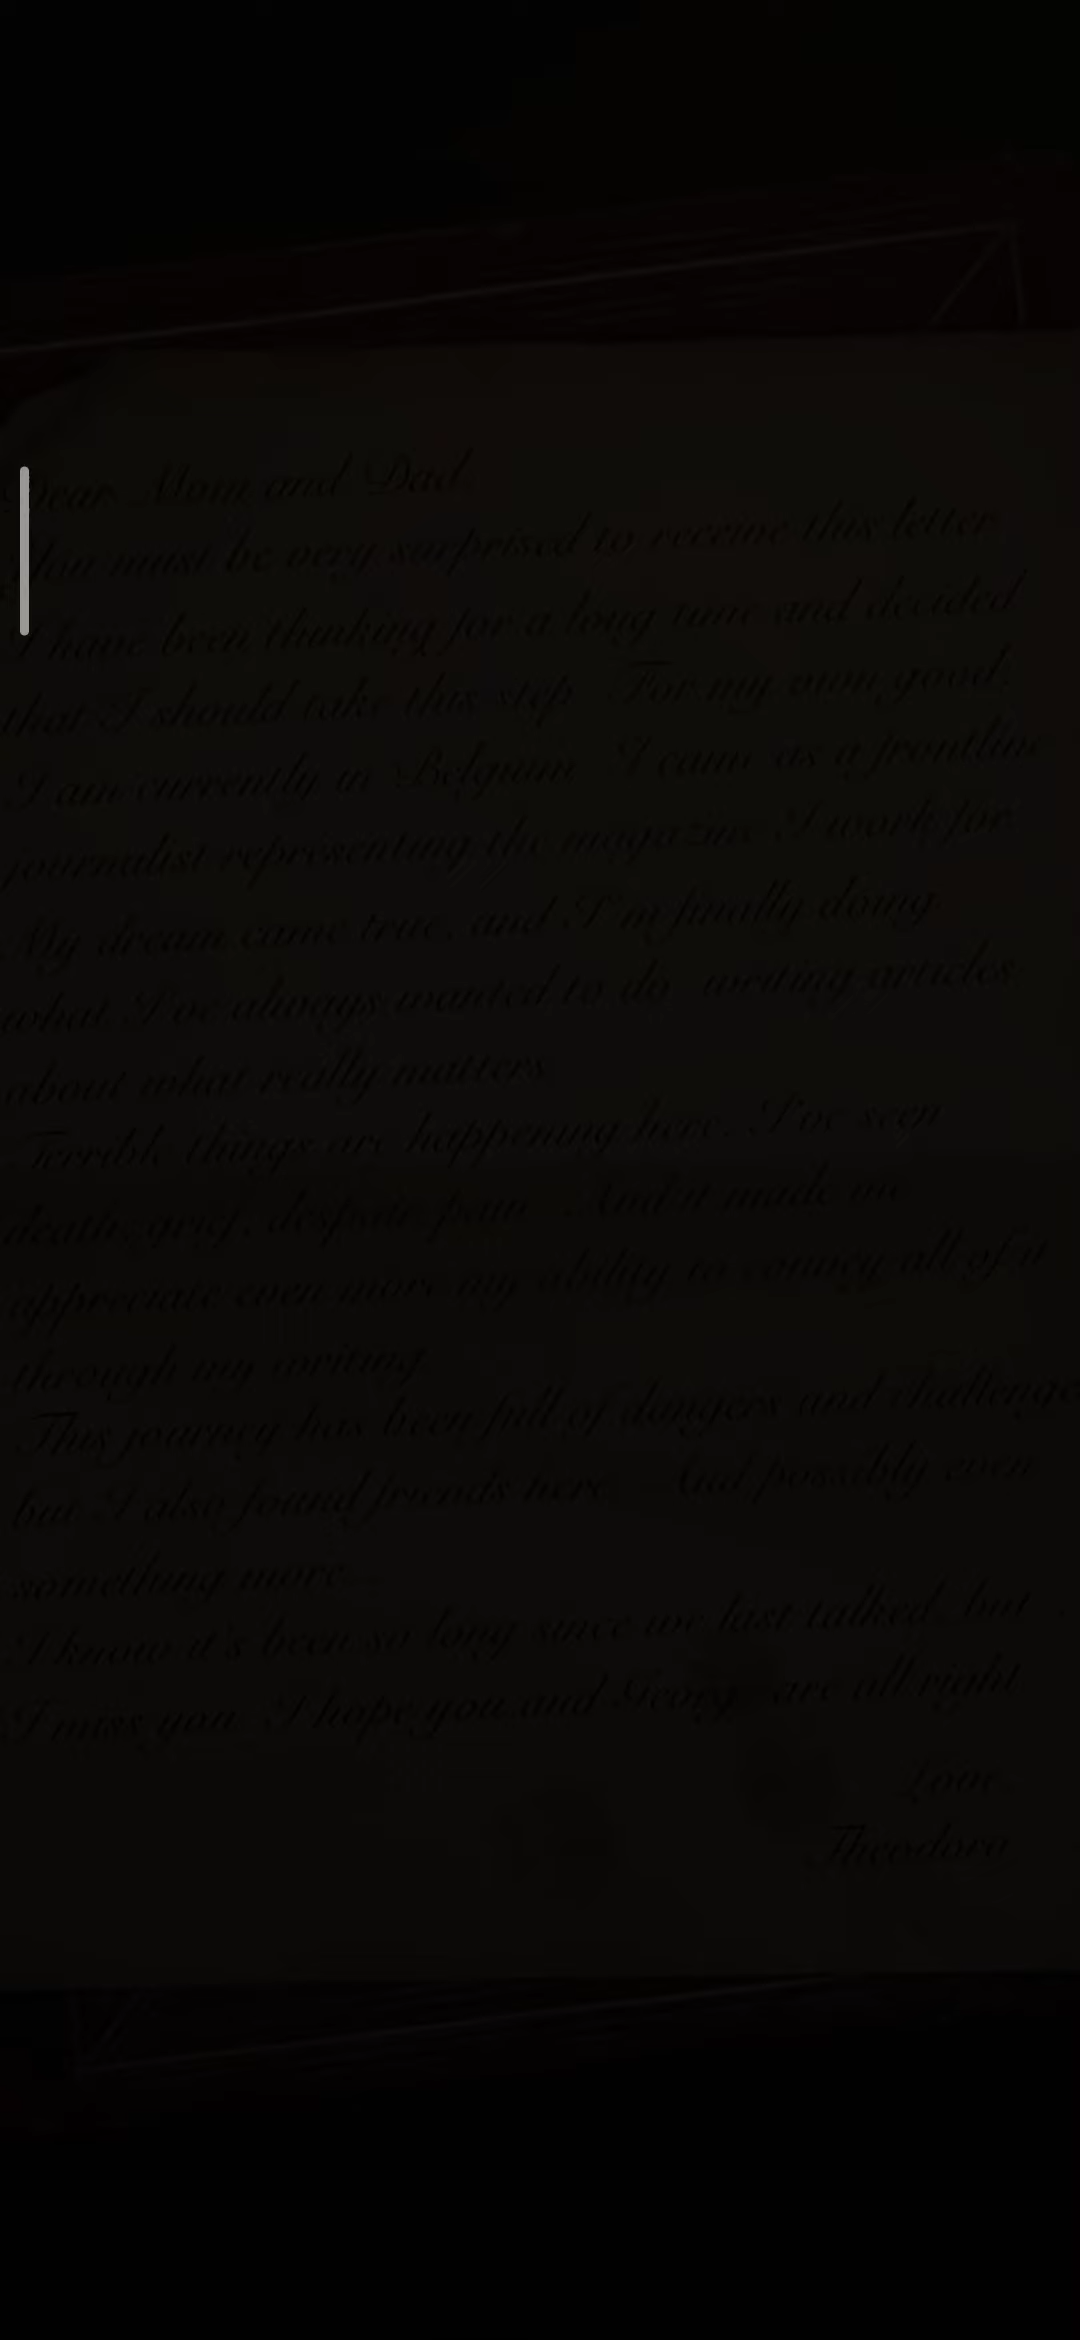 Dear Mom and Dad.
You must be very surprised to receive this letter.
I have been thinking for a long time and decided
that I should take this step. For my own good.
I am currently in Belgium. I came as a frontline
journalist representing the magazine I work for.
My dream came true, and I'm finally doing
what I've always wanted to do–writing articles
about what really matters.
Terrible things are happening here. I've seen
death, grief, despair, pain... And it made me
appreciate even more my ability to convey all of it
through my writing.
This journey has been full of dangers and challenge
but I also found friends here. And possibly even
something more...
I know it's been so long since we last talked, but
I miss you. I hope you and George are all right.
Love
Theodora